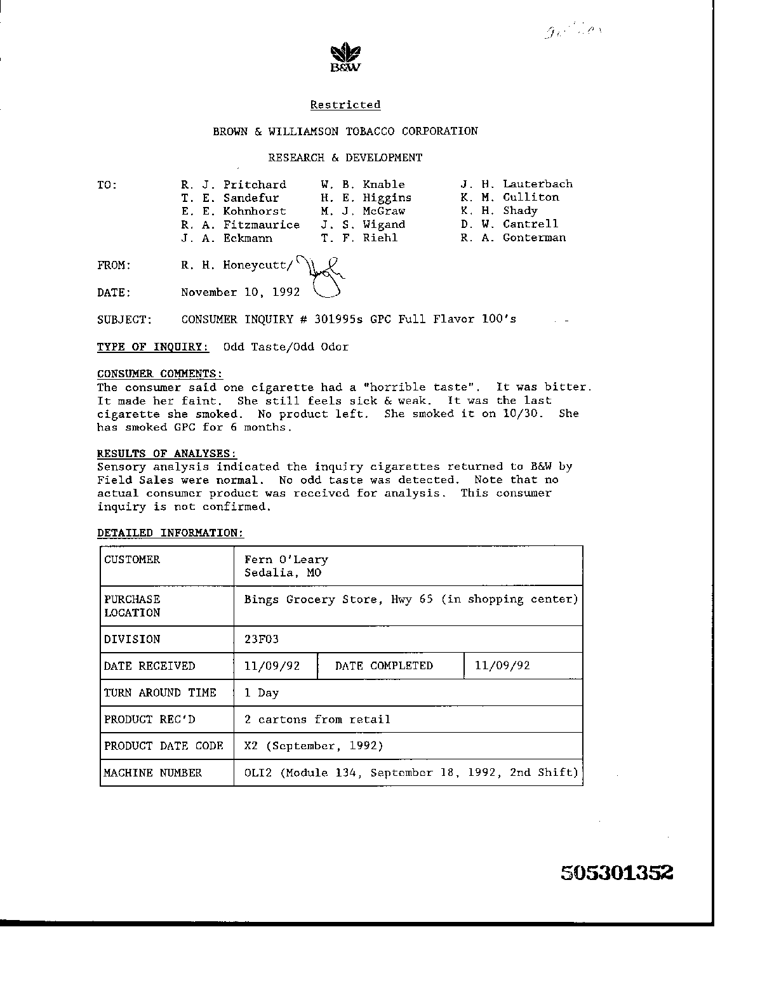 B&W
Restricted
BROWN & WILLIAMSON TOBACCO CORPORATION
RESEARCH & DEVELOPMENT
TO: R. J. Pritchard W. B. Knable J. H. Lauterbach
T. E. Sandefur H. E. Higgins K. M. Culliton
E. E. Kohnhorst M. J. McGraw K. H. Shady
R. A. Fitzmaurice J. S. Wigand D. W. Cantrell
J. A. Eckmann T. F. Riehl R. A. Gonterman
FROM: R. H. Honeycutt/
DATE: November 10, 1992
SUBJECT: CONSUMER INQUIRY # 301995s GPC Full Flavor 100's
TYPE OF INQUIRY: Odd Taste/Odd Odor
CONSUMER COMMENTS:
The consumer said one cigarette had a "horrible taste". It was bitter.
It made her faint. She still feels sick & weak. It was the last
cigarette she smoked. No product left. She smoked it on 10/30. She
has smoked GPC for 6 months.
RESULTS OF ANALYSES:
Sensory analysis indicated the inquiry cigarettes returned to B&W by
Field Sales were normal. No odd taste was detected. Note that no
actual consumer product was received for analysis. This consumer
inquiry is not confirmed.
DETAILED INFORMATION:
CUSTOMER Fern O'Leary
Sedalia, MO
PURCHASE Bings Grocery Store, Hwy 65 (in shopping center)
LOCATION
DIVISION 23F03
DATE RECEIVED 11/09/92 DATE COMPLETED 11/09/92
TURN AROUND TIME 1 Day
PRODUCT REC'D 2 cartons from retail
PRODUCT DATE CODE X2 (September, 1992)
MACHINE NUMBER OLI2 (Module 134, September 18, 1992, 2nd Shift)
505301352